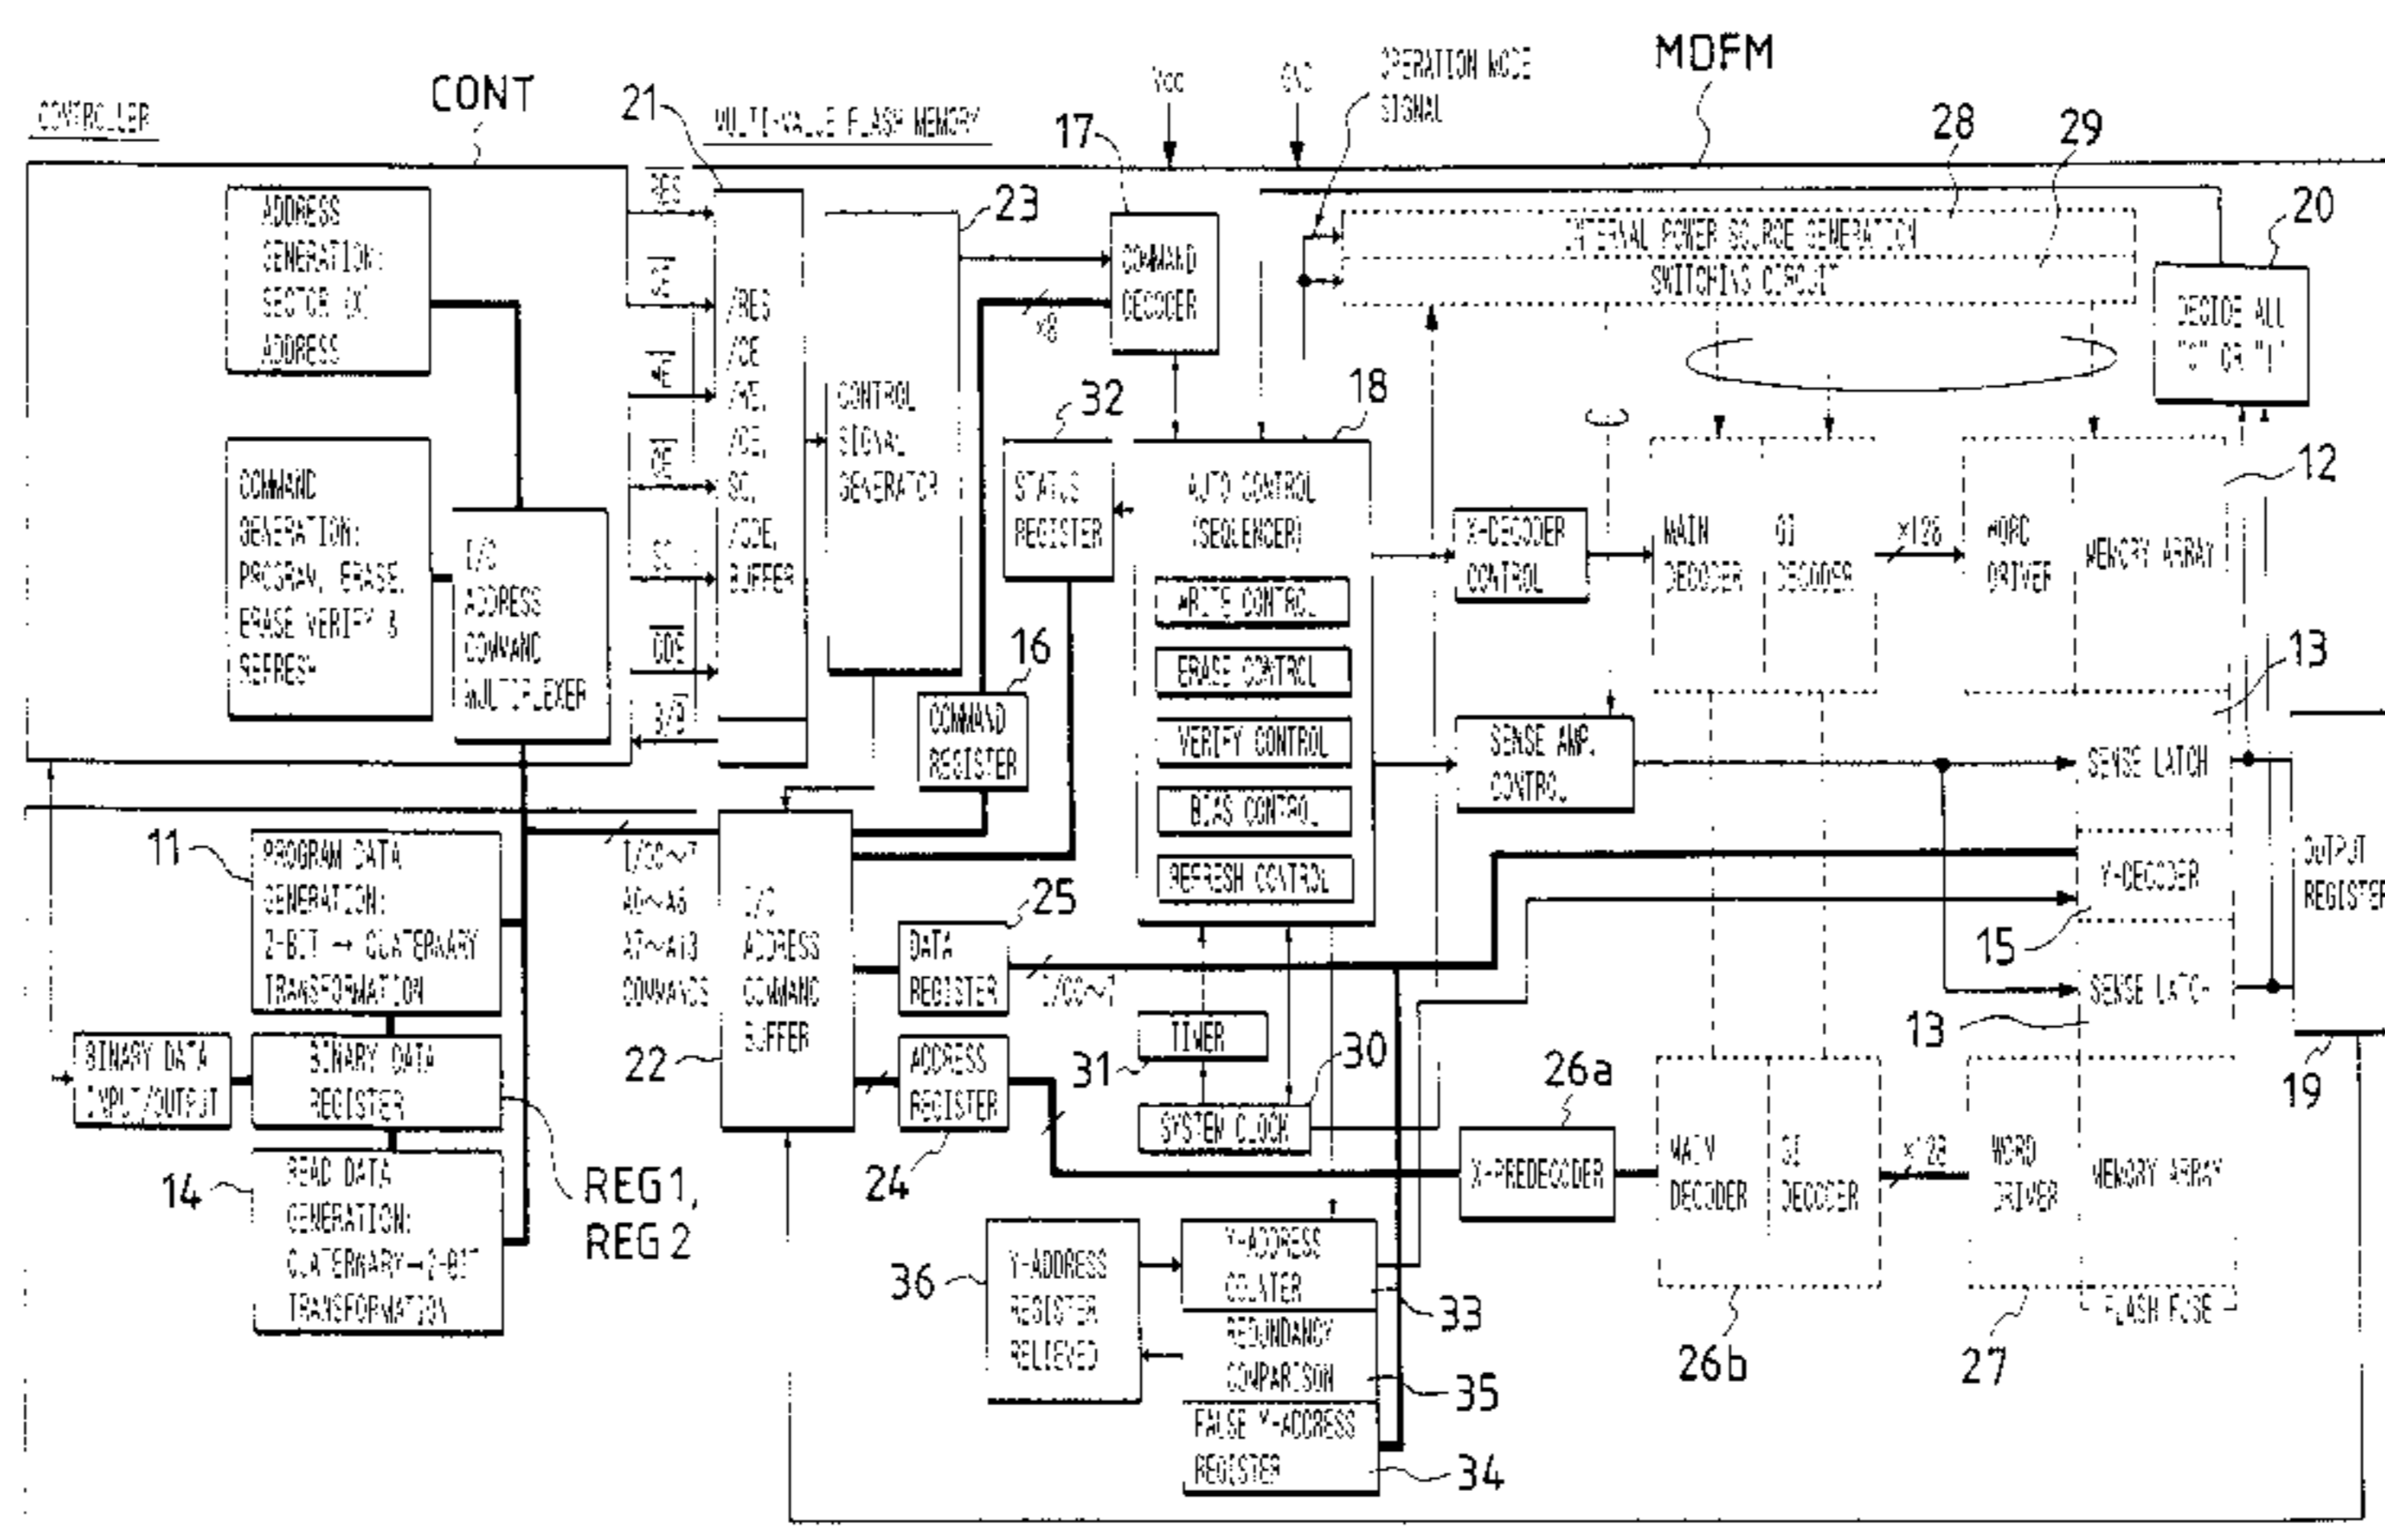 CONTROLLER
CONT
21
MULTI-VALUE FLASH MEMORY
Vcc
GND
OPERATION MODE
SIGNAL
MDFM
17
28
29
20
23
ADDRESS
GENERATION:
SECTOR (X)
ADDRESS
COMMAND
GENERATION:
PROGRAM, ERASE,
ERASE VERIFY &
REFRESH
I/O
ADDRESS
COMMAND
MULTIPLEXER
RES
SC
R/B
/RES
/CE
/WE,
SC,
/CDE,
BUFFER
CONTROL
SIGNAL
GENERATOR
COMMAND
DECODER
×8
INTERNAL POWER SOURCE GENERATION
SWITCHING CIRCUIT
DECIDE ALL
"0" OR "1"
32
STATUS
REGISTER
18
AUTO CONTROL
(SEQUENCER)
WRITE CONTROL
ERASE CONTROL
VERIFY CONTROL
BIAS CONTROL
REFRESH CONTROL
X-DECODER
CONTROL
MAIN
DECODER
GI
DECODER
×128
WORD
DRIVER
MEMORY ARRAY
12
16
COMMAND
REGISTER
SENSE AMP.
CONTROL
13
SENSE LATCH
Y-DECODER
15
SENSE LATCH
13
OUTPUT
REGISTER
19
11
PROGRAM DATA
GENERATION:
2-BIT → QUATERNARY
TRANSFORMATION
I/O0~7
A7~A13
COMMANDS
I/O
ADDRESS
COMMAND
BUFFER
22
25
DATA
REGISTER
I/O0~7
TIMER
31
30
SYSTEM CLOCK
ADDRESS
REGISTER
24
BINARY DATA
INPUT/OUTPUT
BINARY DATA
REGISTER
14
READ DATA
GENERATION:
QUATERNARY→2-BIT
TRANSFORMATION
REG1,
REG2
26a
X-PREDECODER
MAIN
DECODER
GI
DECODER
×128
WORD
DRIVER
MEMORY ARRAY
FLASH FUSE
26b
27
36
Y-ADDRESS
REGISTER
RELIEVED
Y-ADDRESS
COUNTER
33
REDUNDANCY
COMPARISON
35
FALSE Y-ADDRESS
REGISTER
34